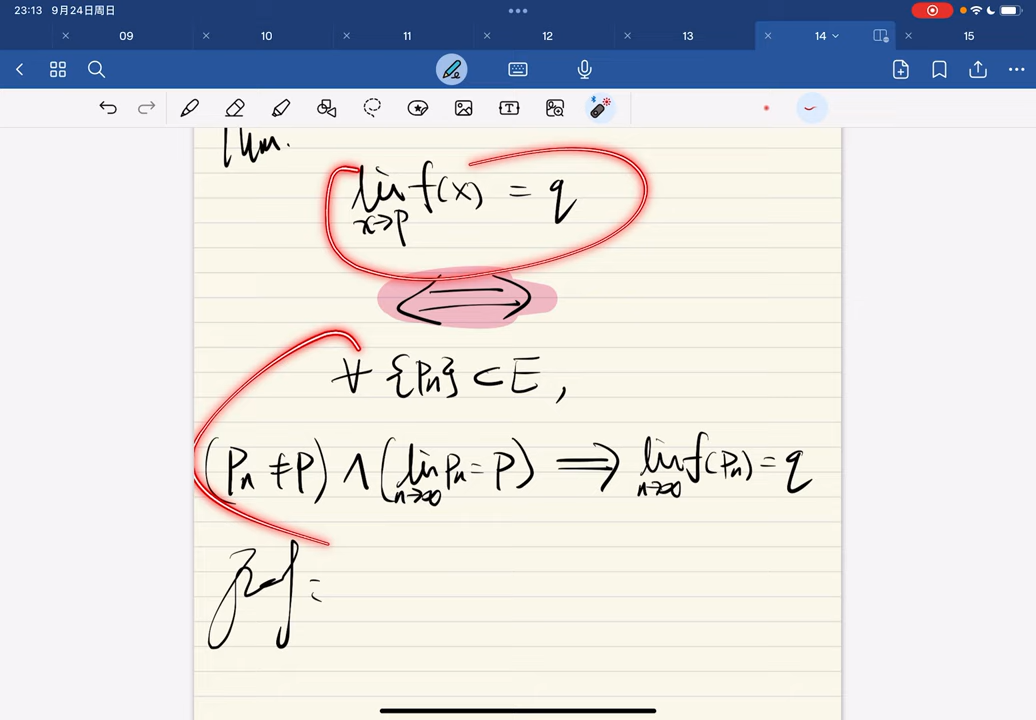 23:13 9月24日周日
09 10 11 12 13 14 15
Thm.
lim f(x) = q
x→p
⟺
∀ {Pn} ⊂ E,
(Pn ≠ P) ∧ (lim Pn = P) ⟹ lim f(Pn) = q
n→∞ n→∞
Proof: